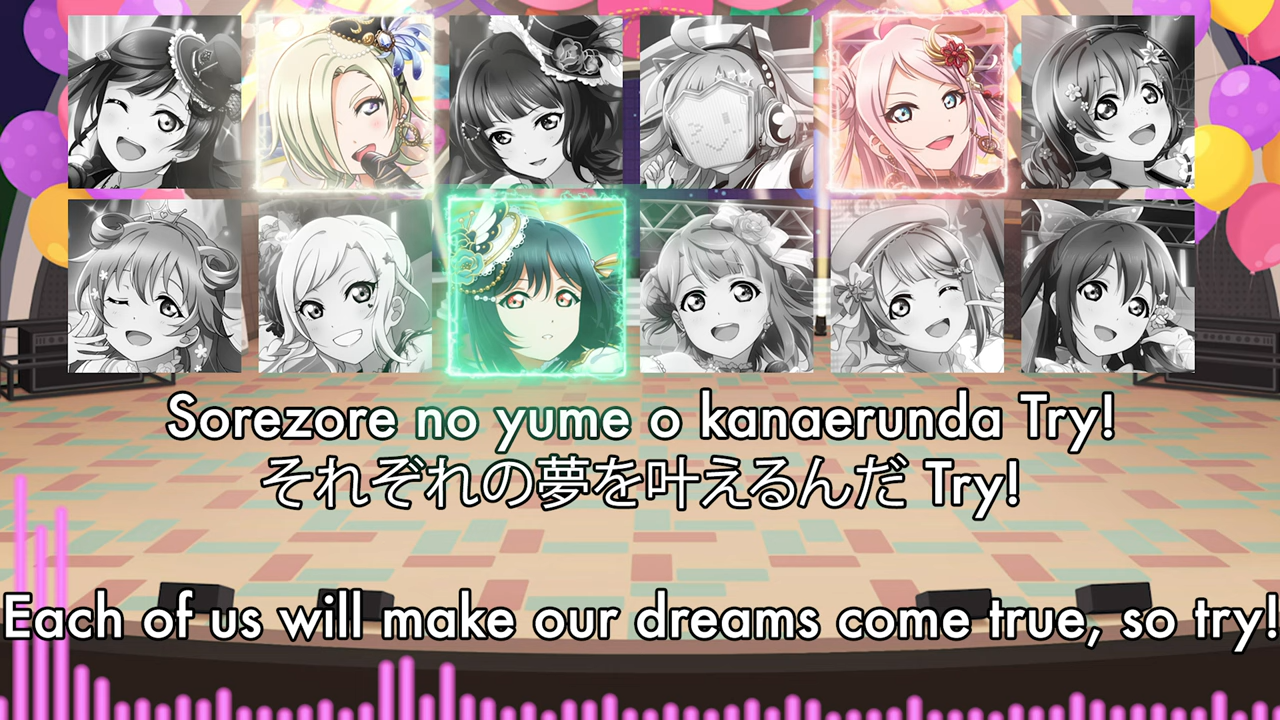 Sorezore no yume o kanaerunda Try!
それぞれの夢を叶えるんだ Try!
Each of us will make our dreams come true, so try!